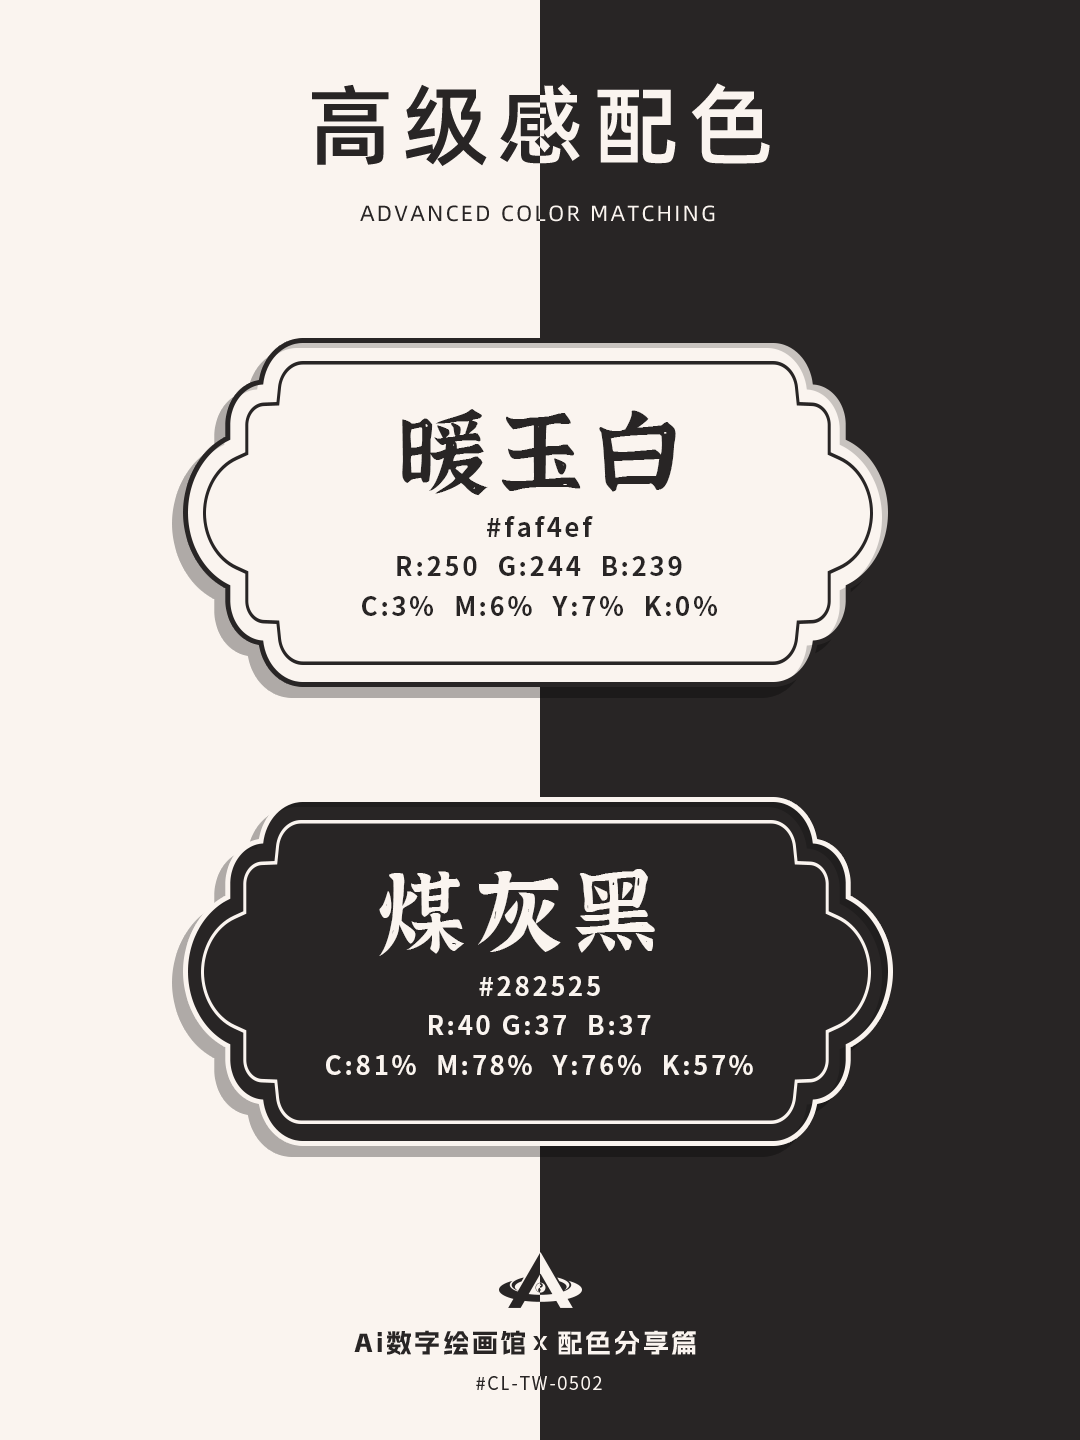 高级感配色
ADVANCED COLOR MATCHING
暖玉白
#faf4ef
R:250 G:244 B:239
C:3% M:6% Y:7% K:0%
煤灰黑
#282525
R:40 G:37 B:37
C:81% M:78% Y:76% K:57%
Ai数字绘画馆 x 配色分享篇
#CL-TW-0502